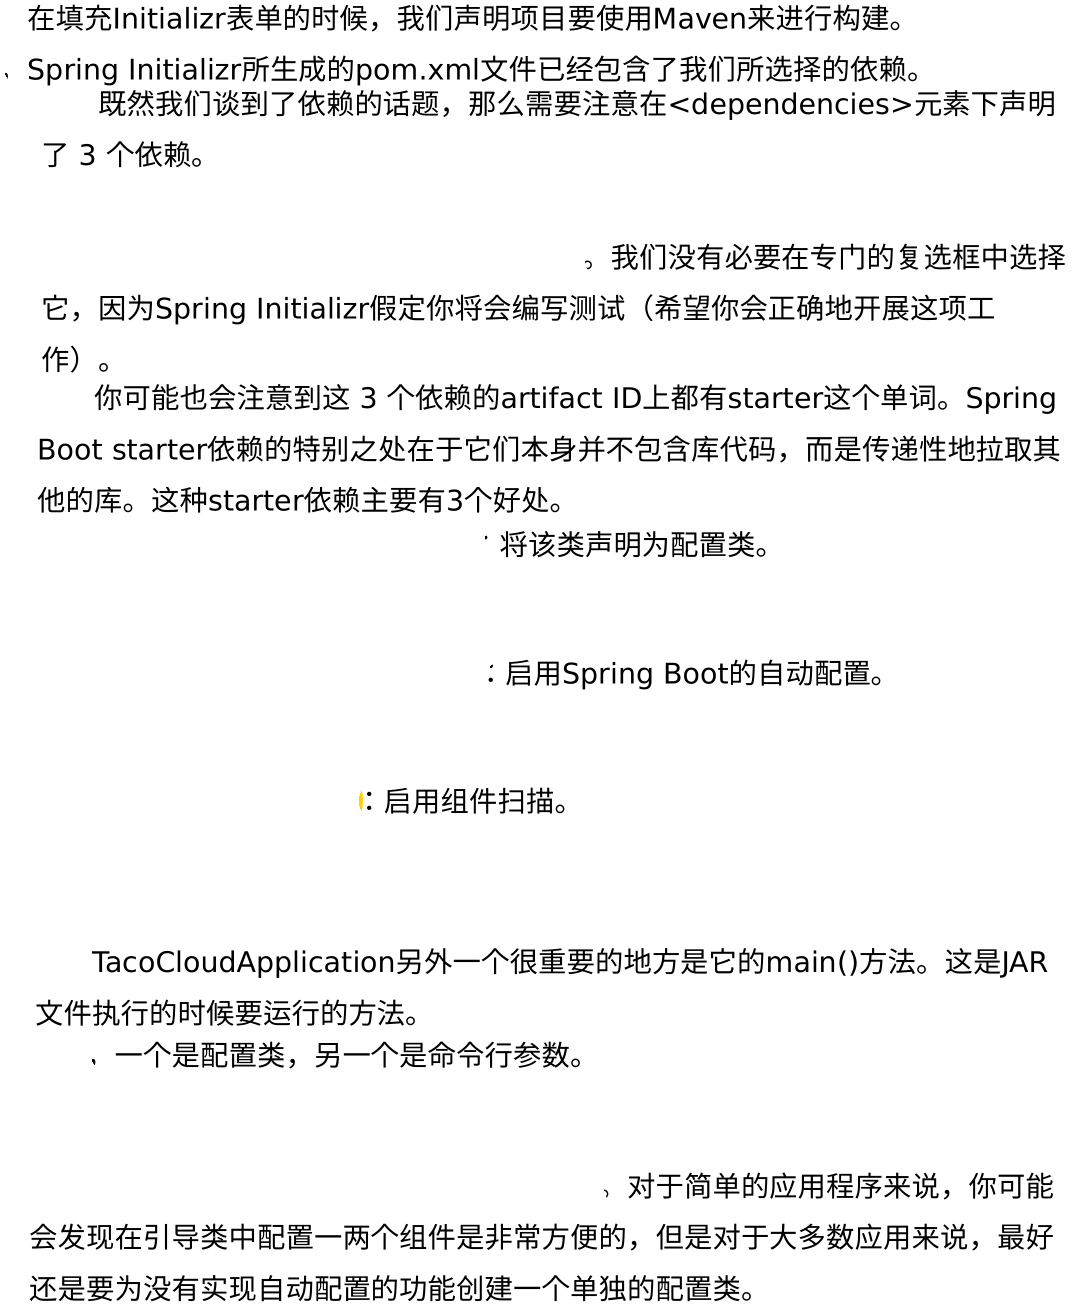 在填充Initializr表单的时候，我们声明项目要使用Maven来进行构建。
Spring Initializr所生成的pom.xml文件已经包含了我们所选择的依赖。
既然我们谈到了依赖的话题，那么需要注意在<dependencies>元素下声明
了 3 个依赖。
。我们没有必要在专门的复选框中选择
它，因为Spring Initializr假定你将会编写测试（希望你会正确地开展这项工
作）。
你可能也会注意到这 3 个依赖的artifact ID上都有starter这个单词。Spring
Boot starter依赖的特别之处在于它们本身并不包含库代码，而是传递性地拉取其
他的库。这种starter依赖主要有3个好处。
将该类声明为配置类。
：启用Spring Boot的自动配置。
：启用组件扫描。
TacoCloudApplication另外一个很重要的地方是它的main()方法。这是JAR
文件执行的时候要运行的方法。
一个是配置类，另一个是命令行参数。
对于简单的应用程序来说，你可能
会发现在引导类中配置一两个组件是非常方便的，但是对于大多数应用来说，最好
还是要为没有实现自动配置的功能创建一个单独的配置类。